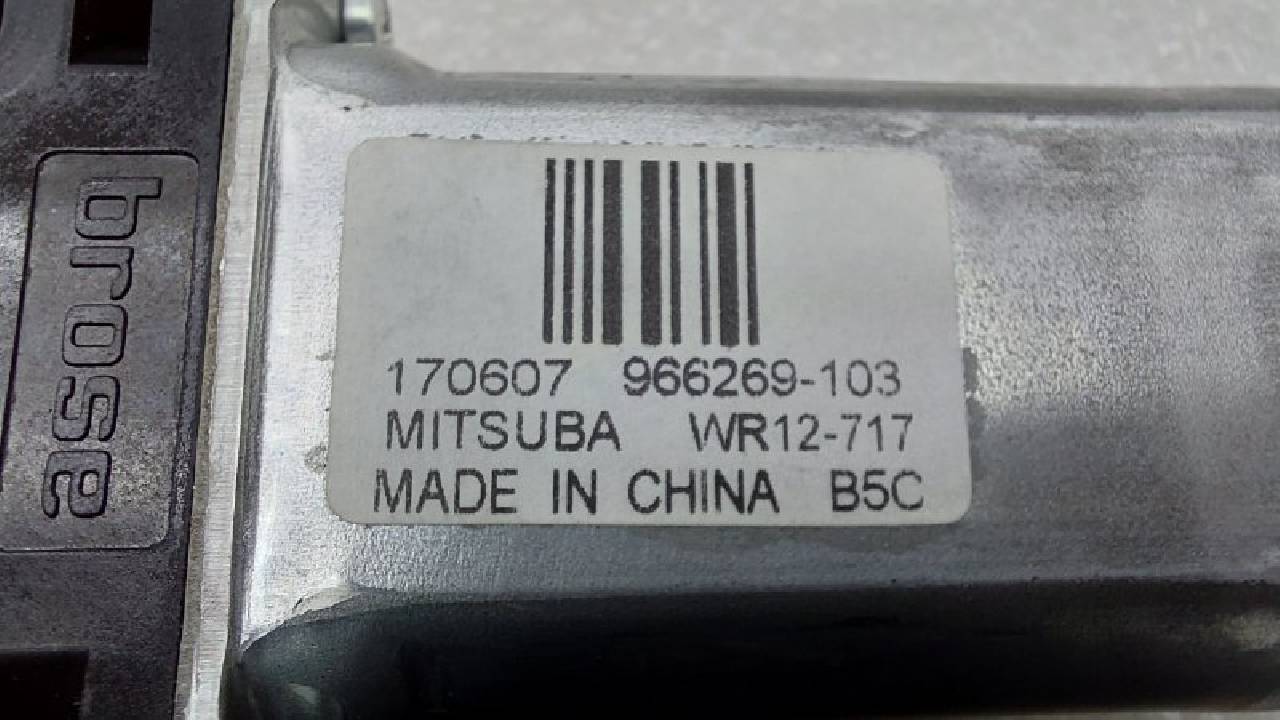 brose
170607 966269-103
MITSUBA WR12-717
MADE IN CHINA B5C